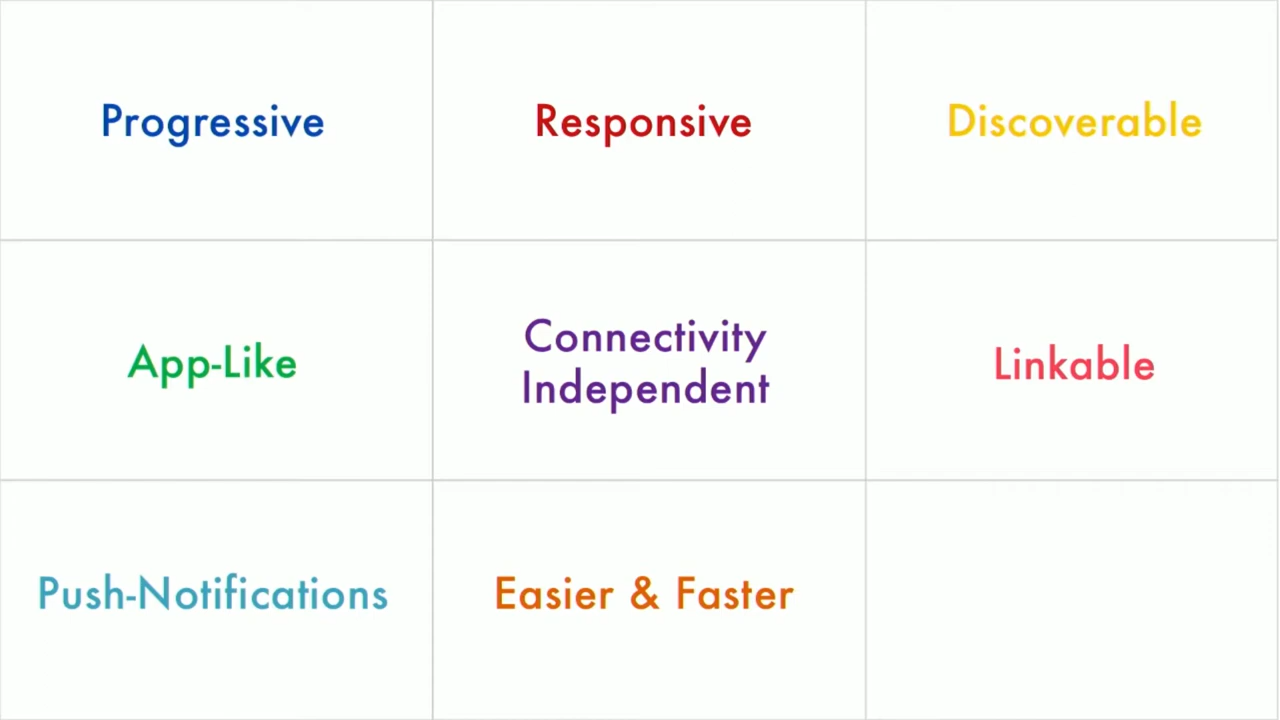 Progressive
Responsive
Discoverable
App-Like
Connectivity
Independent
Linkable
Push-Notifications
Easier & Faster